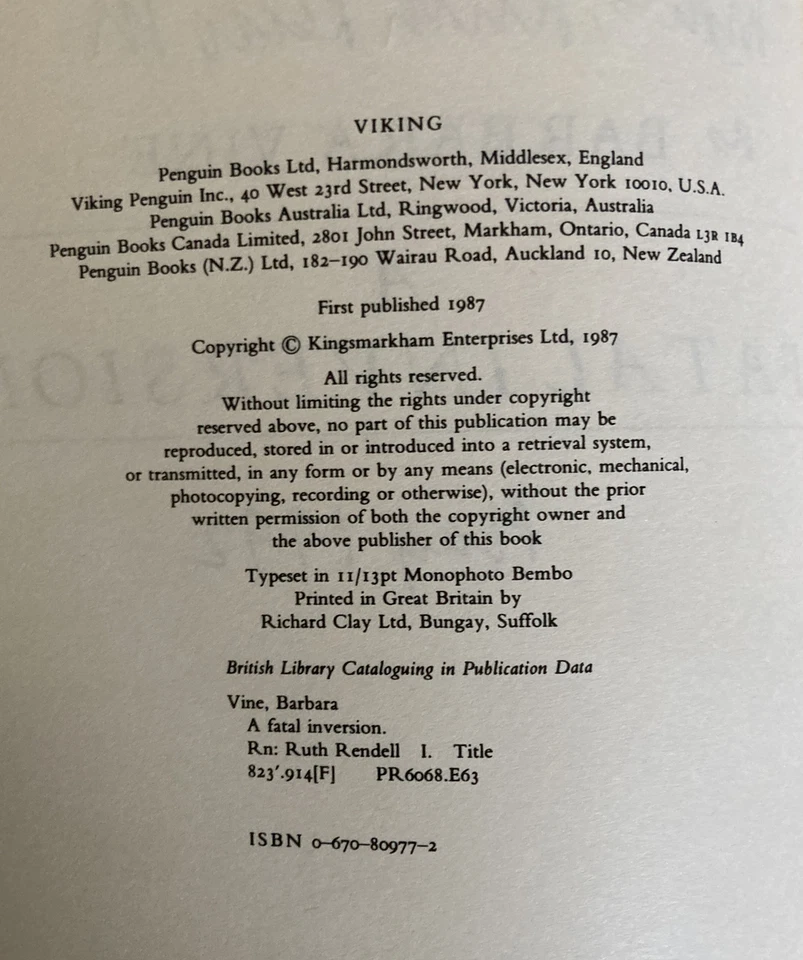 VIKING
Penguin Books Ltd, Harmondsworth, Middlesex, England
Viking Penguin Inc., 40 West 23rd Street, New York, New York 10010, U.S.A.
Penguin Books Australia Ltd, Ringwood, Victoria, Australia
Penguin Books Canada Limited, 2801 John Street, Markham, Ontario, Canada L3R 1B4
Penguin Books (N.Z.) Ltd, 182–190 Wairau Road, Auckland 10, New Zealand
First published 1987
Copyright © Kingsmarkham Enterprises Ltd, 1987
All rights reserved.
Without limiting the rights under copyright
reserved above, no part of this publication may be
reproduced, stored in or introduced into a retrieval system,
or transmitted, in any form or by any means (electronic, mechanical,
photocopying, recording or otherwise), without the prior
written permission of both the copyright owner and
the above publisher of this book
Typeset in 11/13pt Monophoto Bembo
Printed in Great Britain by
Richard Clay Ltd, Bungay, Suffolk
British Library Cataloguing in Publication Data
Vine, Barbara
A fatal inversion.
Rn: Ruth Rendell I. Title
823'.914[F] PR6068.E63
ISBN 0–670–80977–2